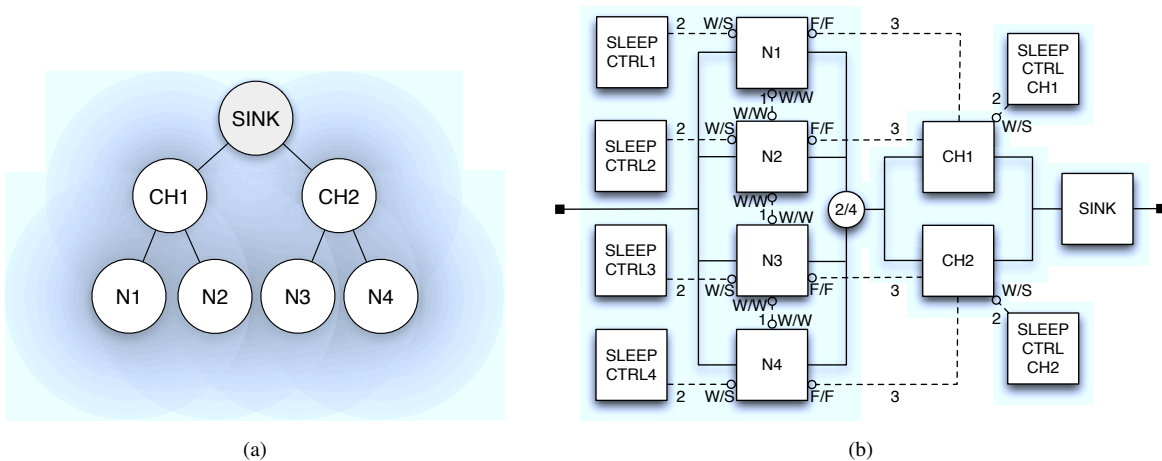 SINK
CH1
CH2
N1
N2
N3
N4
(a)
SLEEP
CTRL1
2
W/S
N1
F/F
3
SLEEP
CTRL
CH1
2
W/S
1
W/W
W/W
SLEEP
CTRL2
2
W/S
N2
F/F
3
CH1
W/W
1
W/W
2/4
SINK
SLEEP
CTRL3
2
W/S
N3
F/F
3
CH2
W/S
2
W/W
1
W/W
SLEEP
CTRL4
2
W/S
N4
F/F
3
SLEEP
CTRL
CH2
(b)